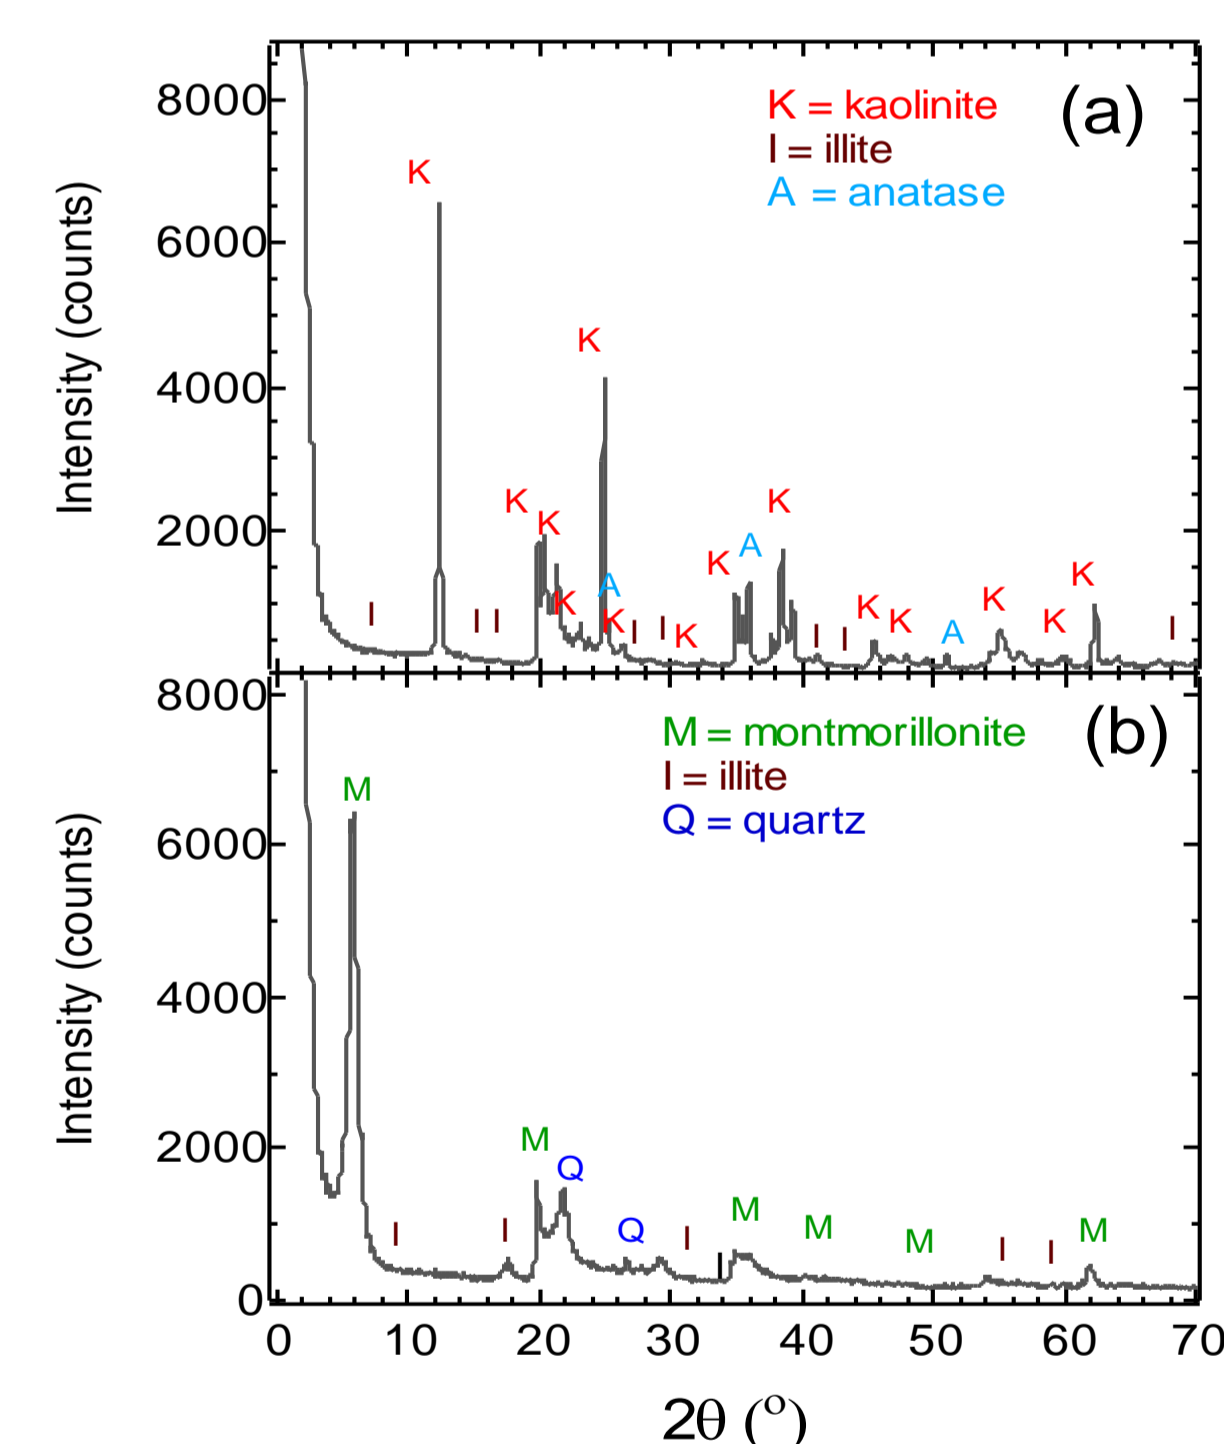 (a)
K = kaolinite
I = illite
A = anatase
Intensity (counts)
8000
6000
4000
2000
K
K
K
K
K
A
K
I
I
I
I
I
K
K
A
K
I
I
K
K
A
K
K
K
I
(b)
M = montmorillonite
I = illite
Q = quartz
Intensity (counts)
8000
6000
4000
2000
0
M
I
I
M
Q
Q
I
I
M
M
M
I
I
M
0 10 20 30 40 50 60 70
2θ (º)